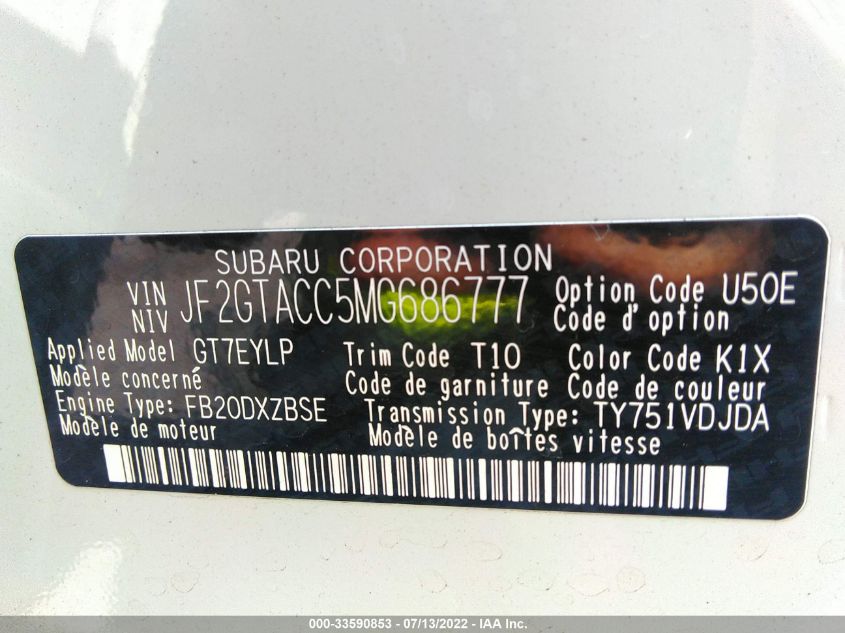 SUBARU CORPORATION
VIN JF2GTACC5MG686777 Option Code U50E
NIV Code d'option
Applied Model GT7EYLP Trim Code T10 Color Code K1X
Modèle concerné Code de garniture Code de couleur
Engine Type: FB20DXZBSE Transmission Type: TY751VDJDA
Modèle de moteur Modèle de boîtes vitesse
000-33590853 - 07/13/2022 - IAA Inc.